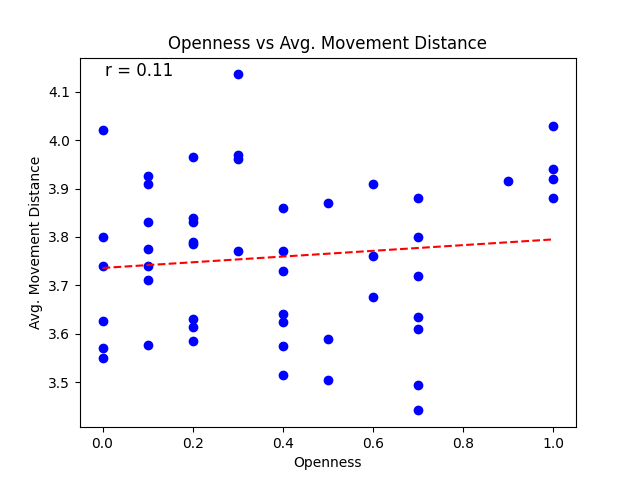 Openness vs Avg. Movement Distance
r = 0.11
4.1
4.0
3.9
3.8
3.7
3.6
3.5
Avg. Movement Distance
0.0 0.2 0.4 0.6 0.8 1.0
Openness